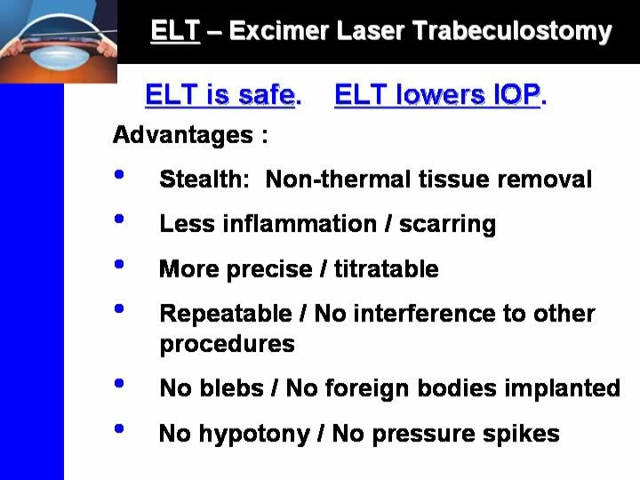 ELT – Excimer Laser Trabeculostomy
ELT is safe. ELT lowers IOP.
Advantages :
• Stealth: Non-thermal tissue removal
• Less inflammation / scarring
• More precise / titratable
• Repeatable / No interference to other
procedures
• No blebs / No foreign bodies implanted
• No hypotony / No pressure spikes